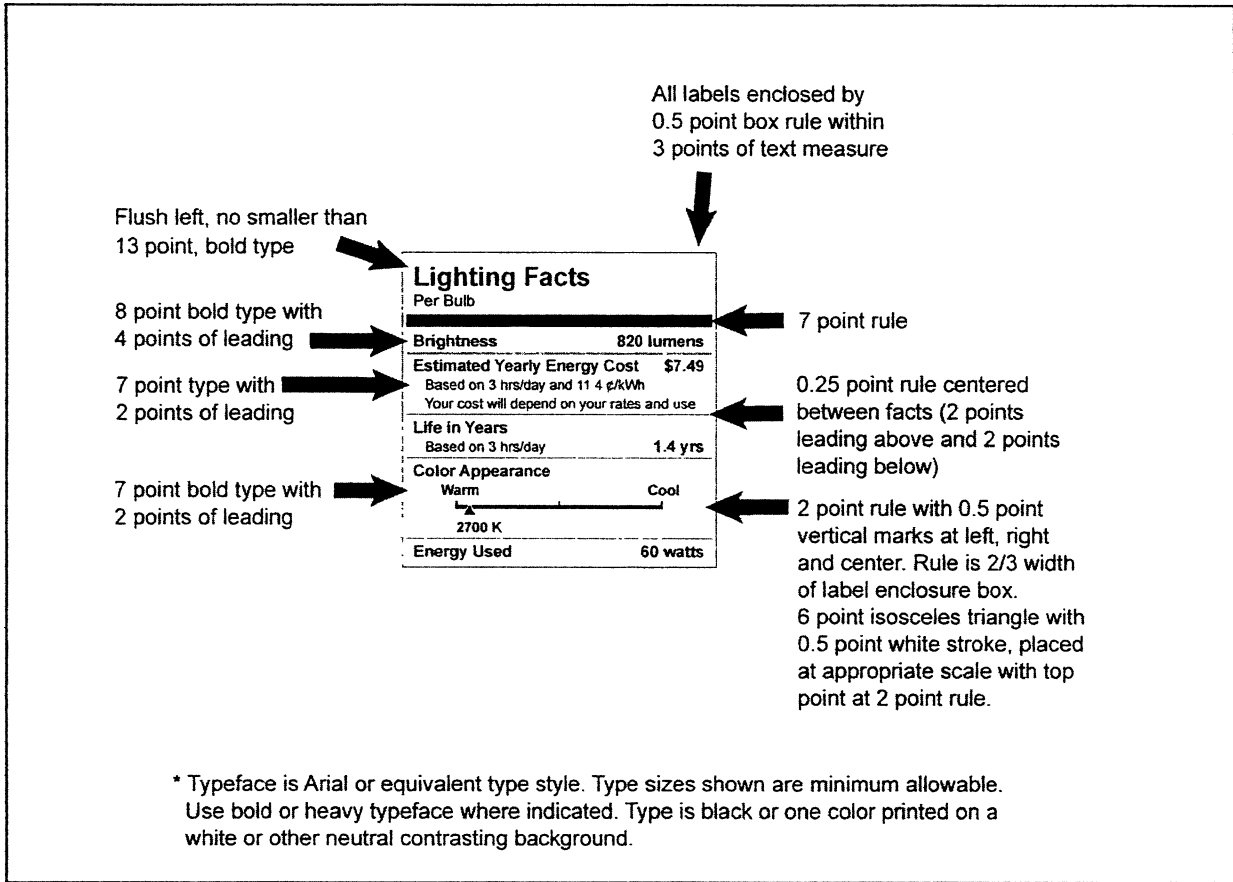 All labels enclosed by
0.5 point box rule within
3 points of text measure
Flush left, no smaller than
13 point, bold type
8 point bold type with
4 points of leading
7 point type with
2 points of leading
7 point bold type with
2 points of leading
Lighting Facts
Per Bulb
Brightness 820 lumens
Estimated Yearly Energy Cost $7.49
Based on 3 hrs/day and 11 4 ¢/kWh
Your cost will depend on your rates and use
Life in Years
Based on 3 hrs/day 1.4 yrs
Color Appearance
Warm Cool
2700 K
Energy Used 60 watts
7 point rule
0.25 point rule centered
between facts (2 points
leading above and 2 points
leading below)
2 point rule with 0.5 point
vertical marks at left, right
and center. Rule is 2/3 width
of label enclosure box.
6 point isosceles triangle with
0.5 point white stroke, placed
at appropriate scale with top
point at 2 point rule.
* Typeface is Arial or equivalent type style. Type sizes shown are minimum allowable.
Use bold or heavy typeface where indicated. Type is black or one color printed on a
white or other neutral contrasting background.